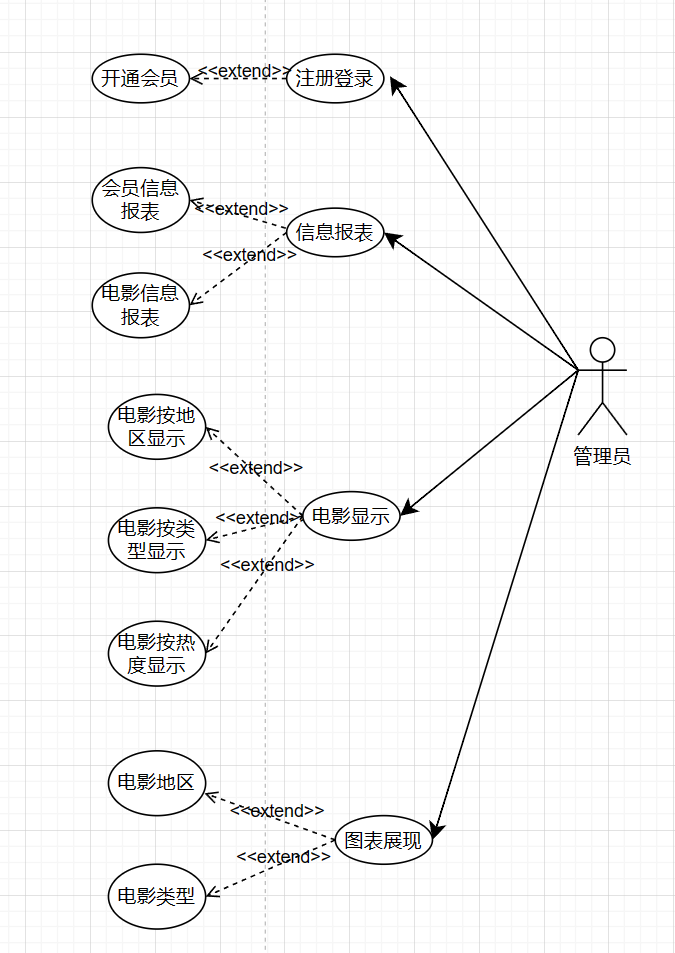 开通会员
<<extend>>
注册登录
会员信息
报表
<<extend>>
信息报表
<<extend>>
电影信息
报表
管理员
电影按地
区显示
<<extend>>
电影按类
型显示
<<extend>>
电影显示
<<extend>>
电影按热
度显示
电影地区
<<extend>>
图表展现
<<extend>>
电影类型